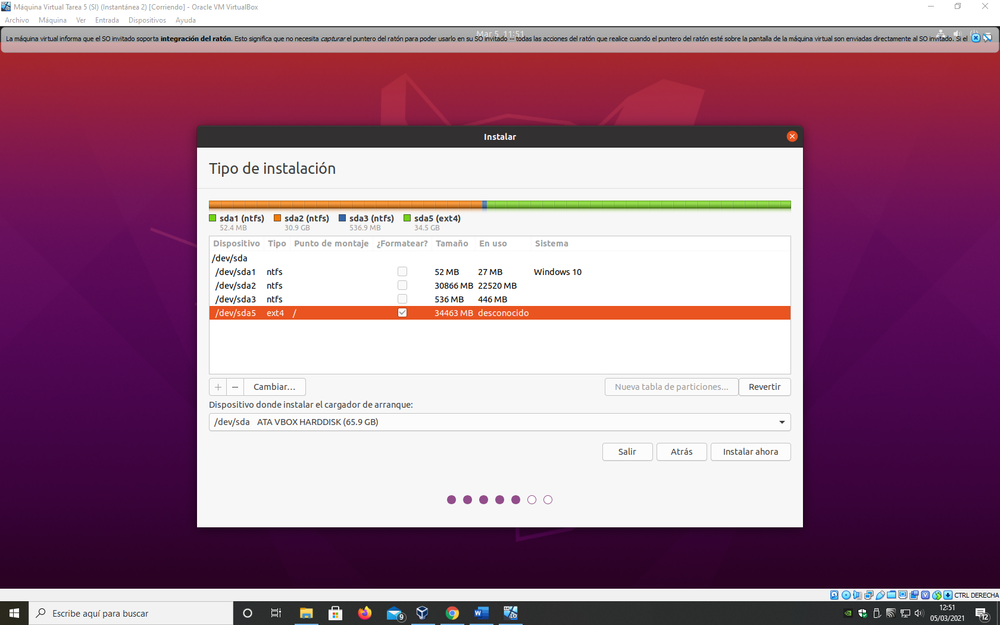 Máquina Virtual Tarea 5 (SI) (Instantánea 2) [Corriendo] - Oracle VM VirtualBox
Archivo Máquina Ver Entrada Dispositivos Ayuda
Mar 5 11:51
La máquina virtual informa que el SO invitado soporta integración del ratón. Esto significa que no necesita capturar el puntero del ratón para poder usarlo en su SO invitado -- todas las acciones del ratón que realice cuando el puntero del ratón esté sobre la pantalla de la máquina virtual son enviadas directamente al SO invitado. Si el
Instalar
Tipo de instalación
sda1 (ntfs) sda2 (ntfs) sda3 (ntfs) sda5 (ext4)
52.4 MB 30.9 GB 536.9 MB 34.5 GB
Dispositivo Tipo Punto de montaje ¿Formatear? Tamaño En uso Sistema
/dev/sda
/dev/sda1 ntfs 52 MB 27 MB Windows 10
/dev/sda2 ntfs 30866 MB 22520 MB
/dev/sda3 ntfs 536 MB 446 MB
/dev/sda5 ext4 / 34463 MB desconocido
+ − Cambiar... Nueva tabla de particiones... Revertir
Dispositivo donde instalar el cargador de arranque:
/dev/sda ATA VBOX HARDDISK (65.9 GB)
Salir Atrás Instalar ahora
CTRL DERECHA
Escribe aquí para buscar
9
W
10
12:51
05/03/2021
12